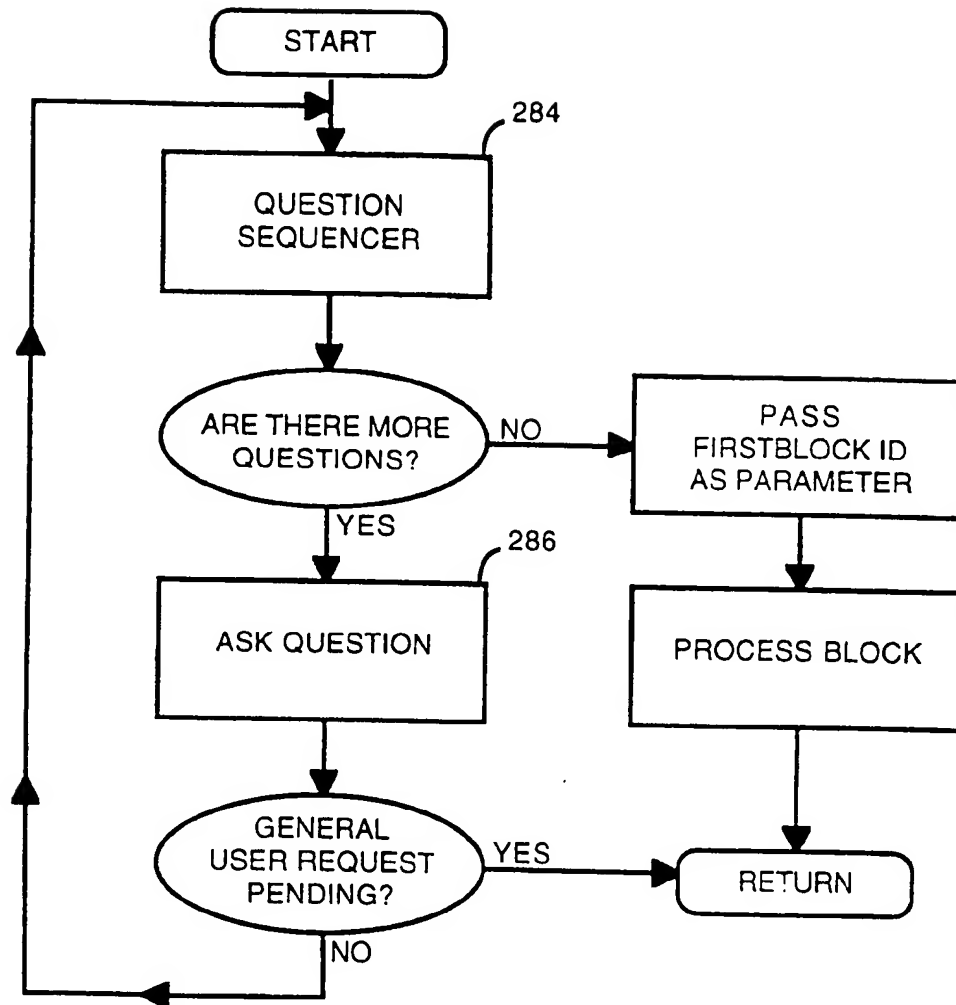 START
284
QUESTION
SEQUENCER
ARE THERE MORE
QUESTIONS?
NO
PASS
FIRSTBLOCK ID
AS PARAMETER
YES
286
ASK QUESTION
PROCESS BLOCK
GENERAL
USER REQUEST
PENDING?
YES
RETURN
NO